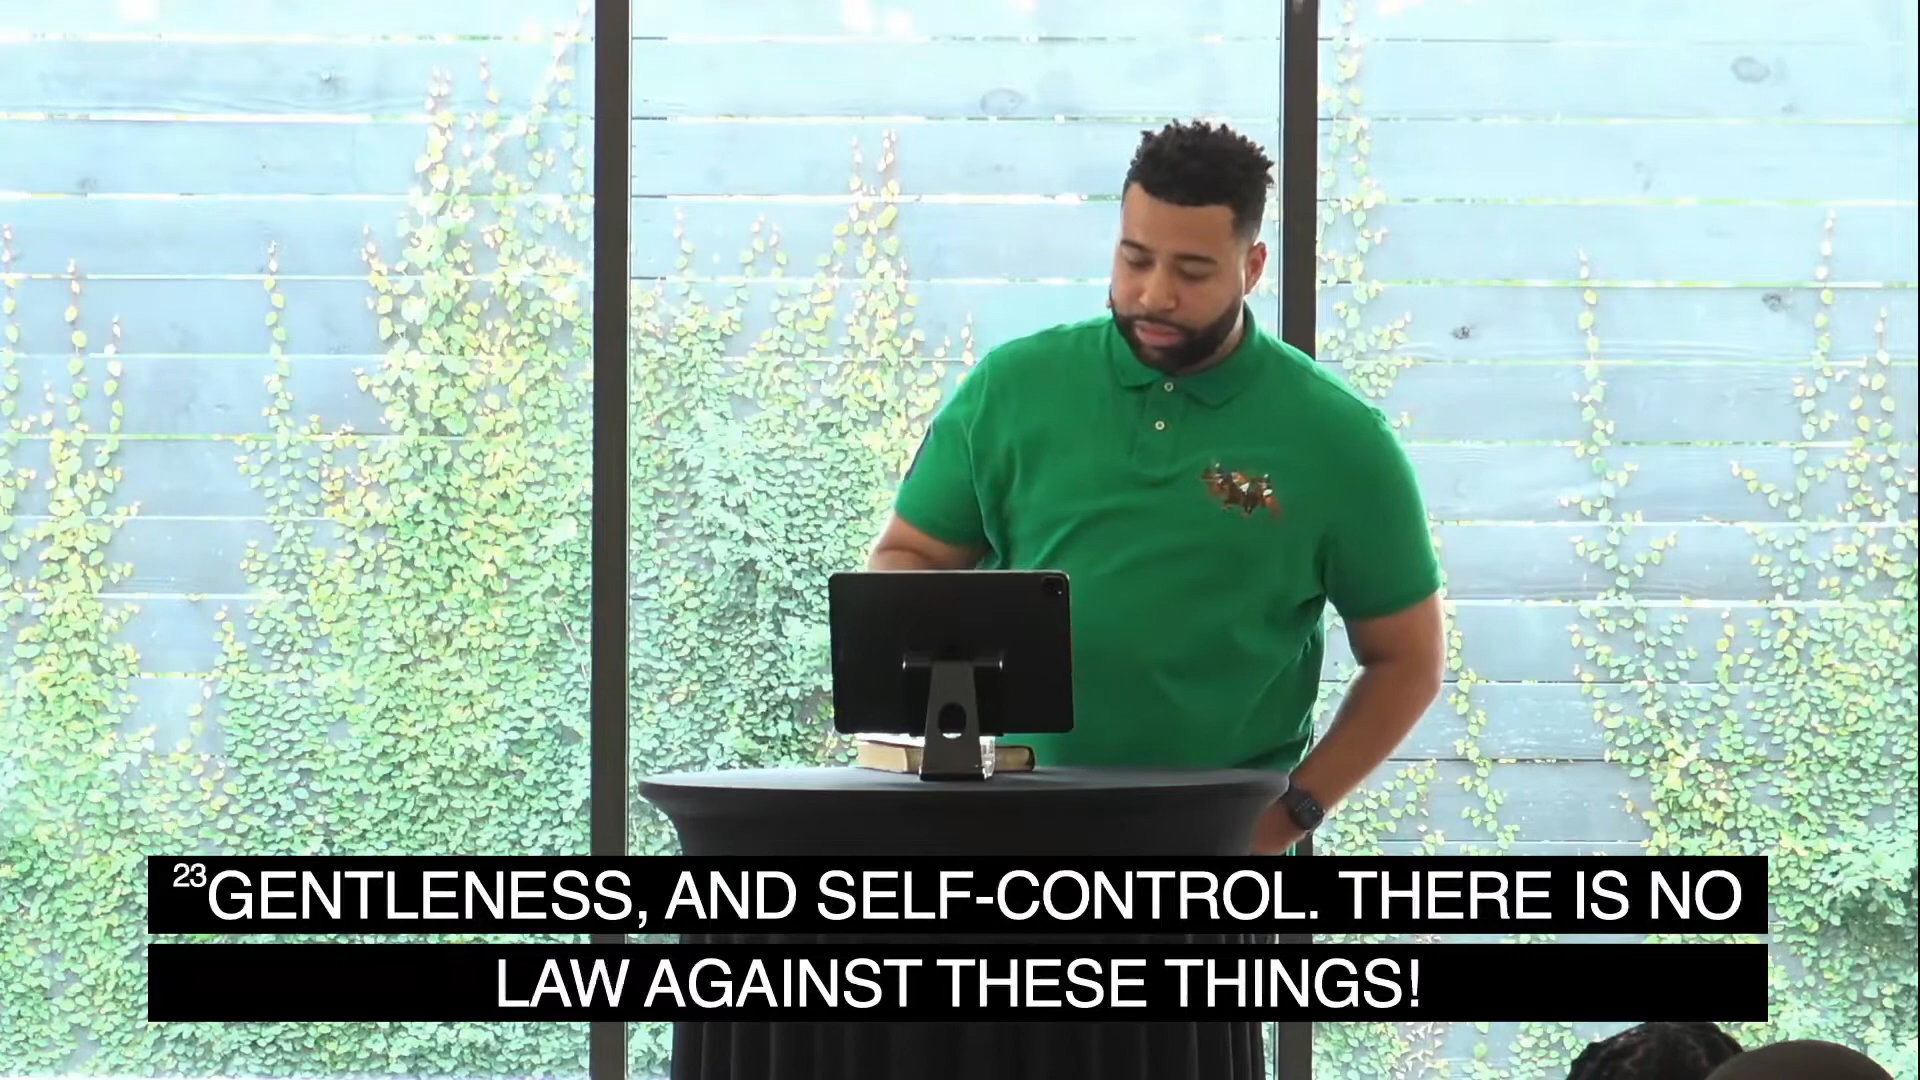 ²³GENTLENESS, AND SELF-CONTROL. THERE IS NO
LAW AGAINST THESE THINGS!